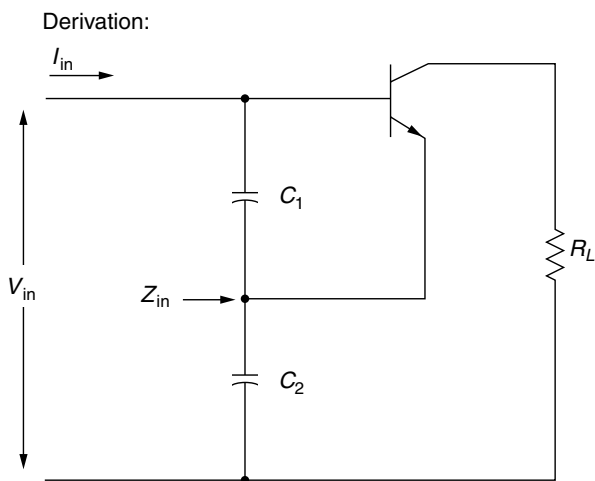 Derivation:
I_in
C_1
R_L
V_in
Z_in
C_2